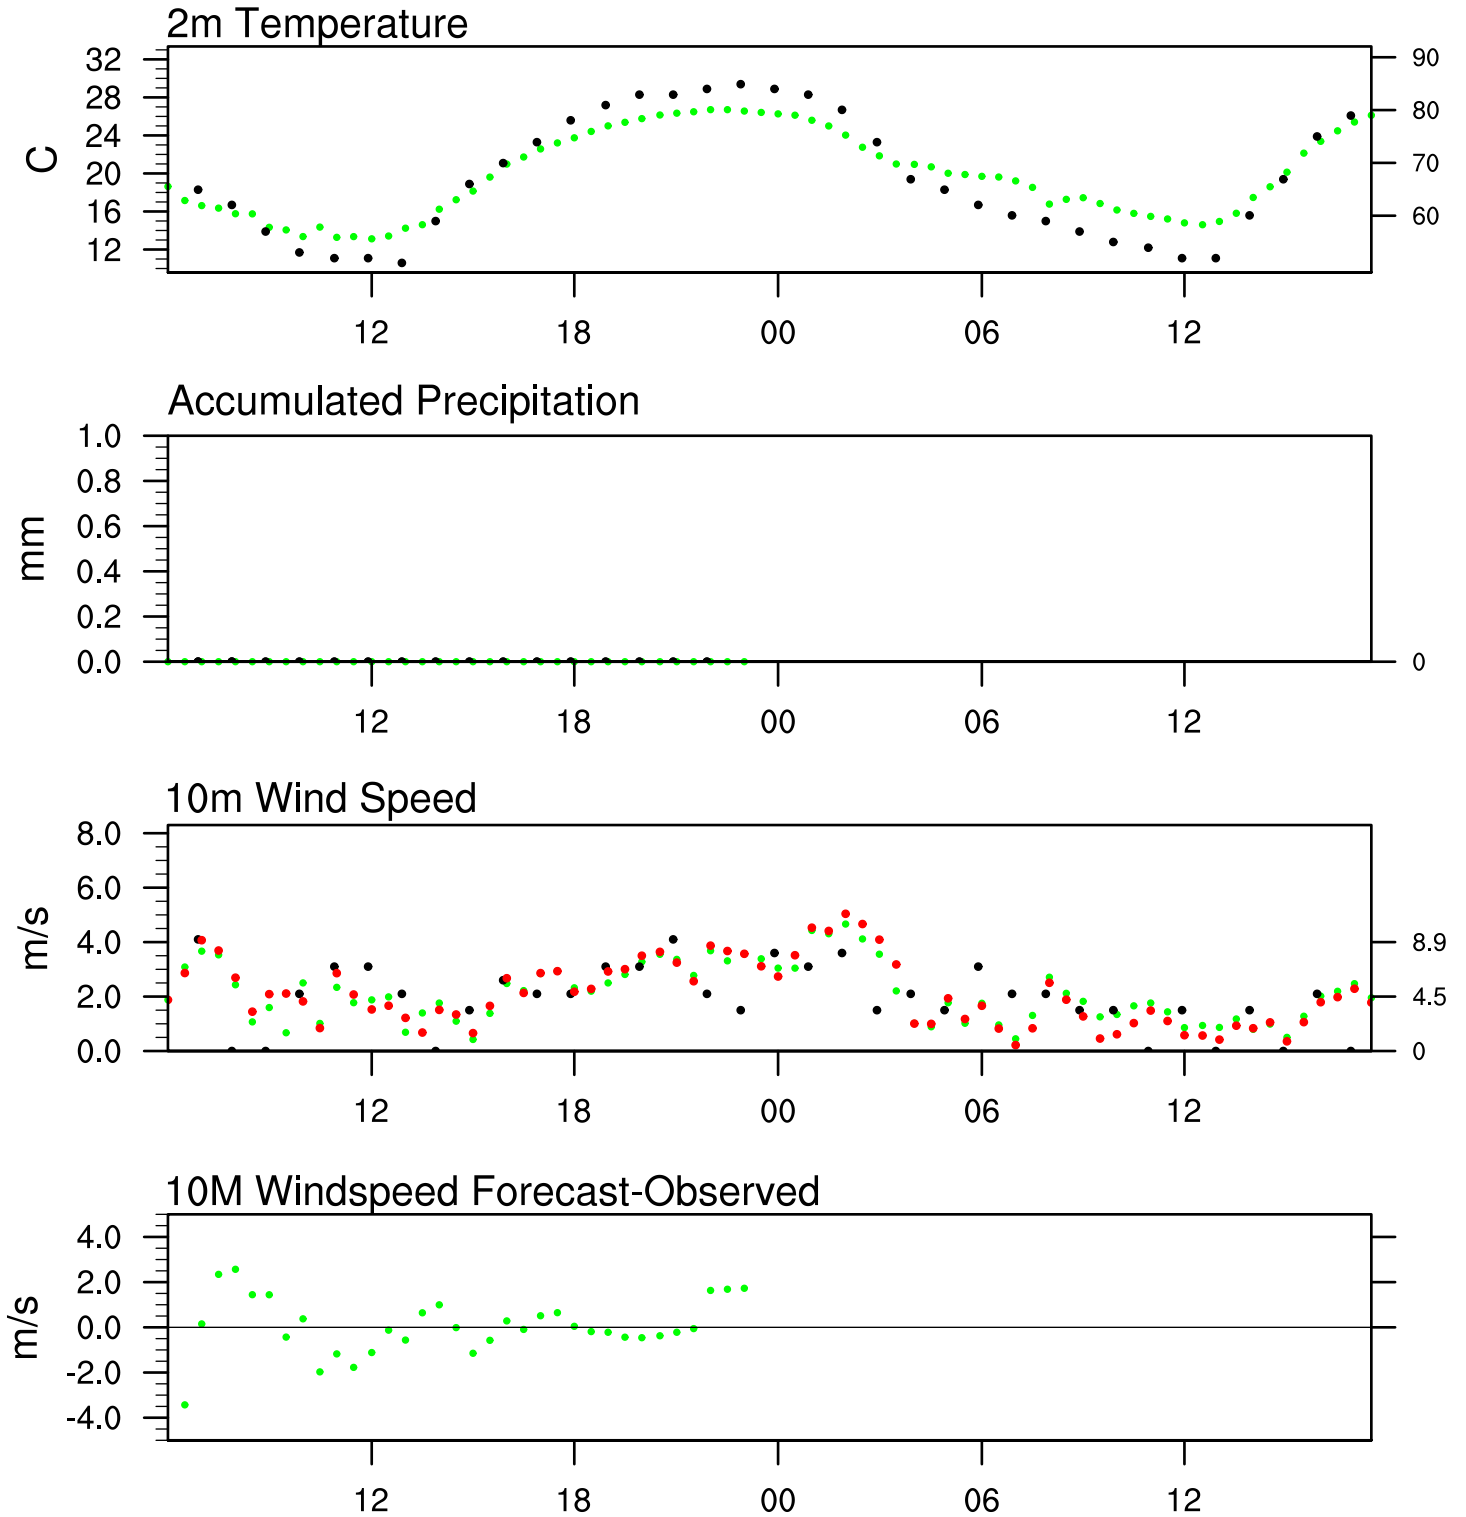 2m Temperature
32
28
24
20
16
12
C
90
80
70
60
12 18 00 06 12
Accumulated Precipitation
1.0
0.8
0.6
0.4
0.2
0.0
mm
0
12 18 00 06 12
10m Wind Speed
8.0
6.0
4.0
2.0
0.0
m/s
8.9
4.5
0
12 18 00 06 12
10M Windspeed Forecast-Observed
4.0
2.0
0.0
-2.0
-4.0
m/s
12 18 00 06 12